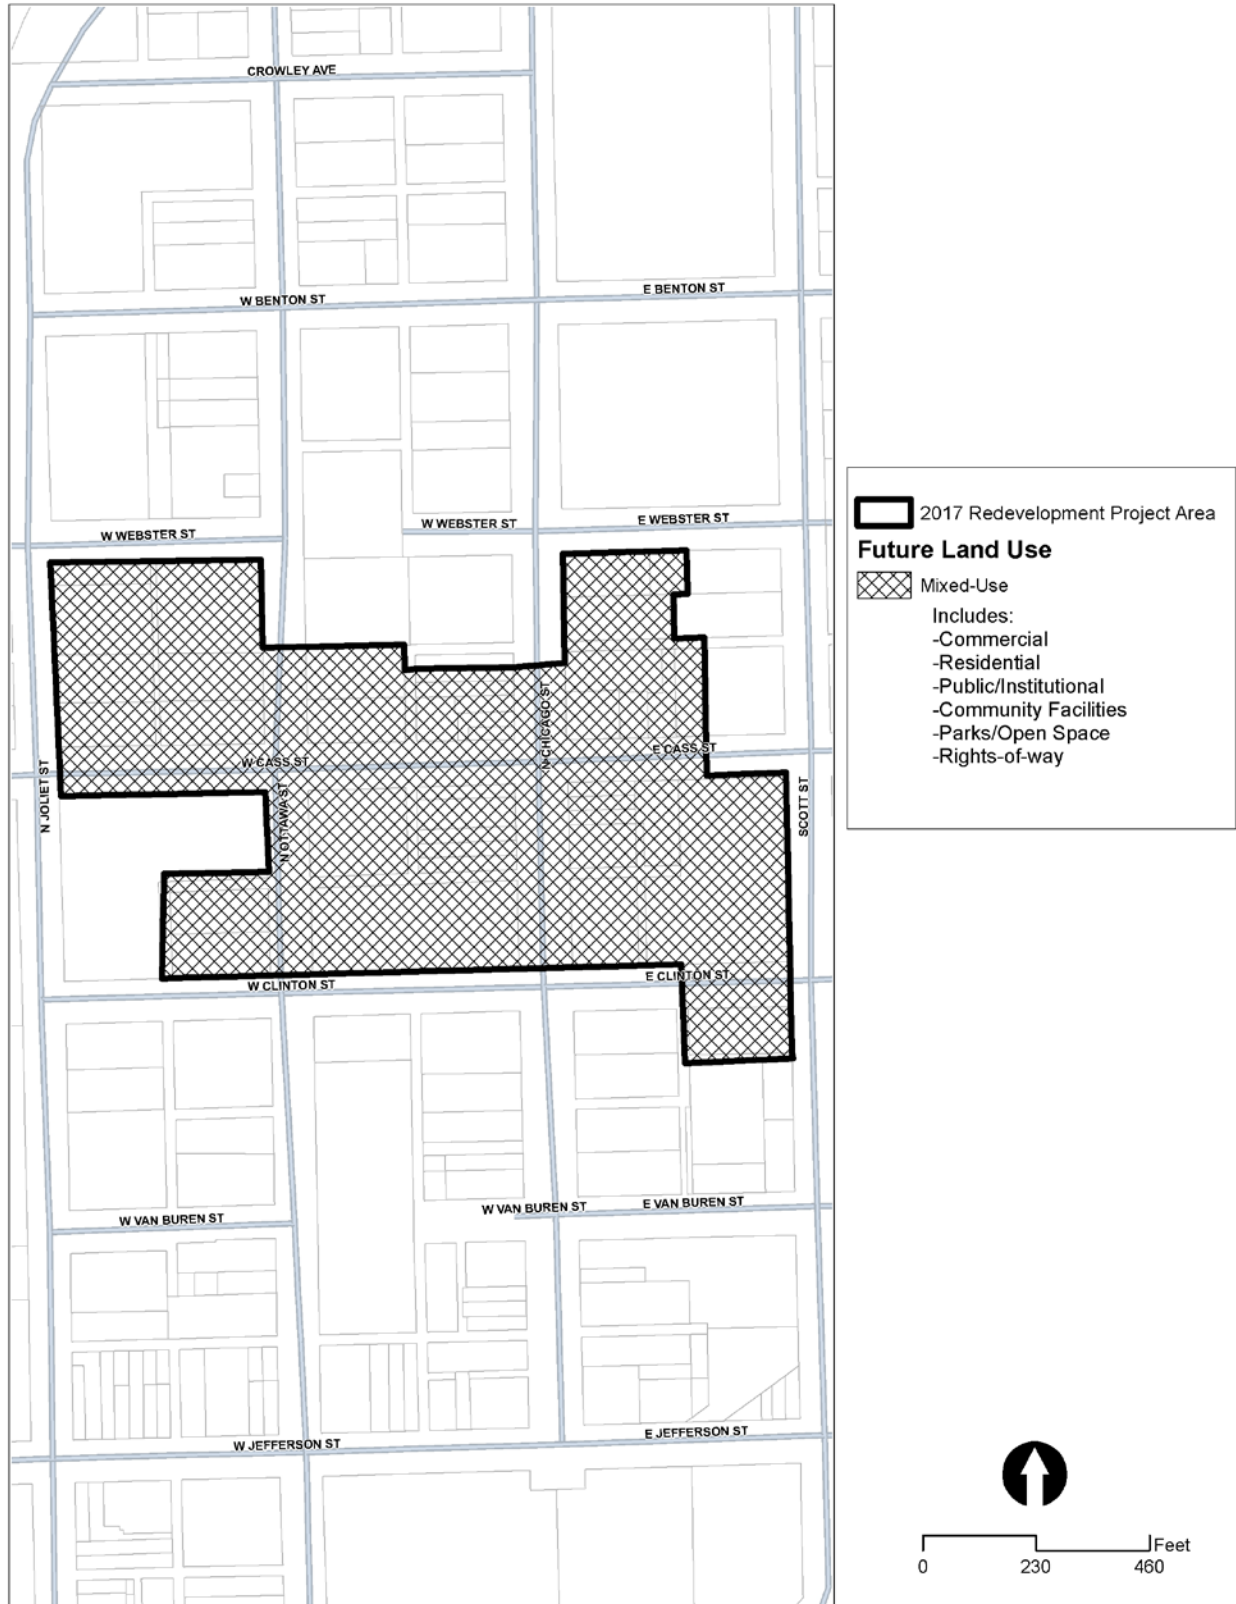 CROWLEY AVE
W BENTON ST
E BENTON ST
W WEBSTER ST
W WEBSTER ST
E WEBSTER ST
N JOLIET ST
W CASS ST
N OTTAWA ST
N CHICAGO ST
E CASS ST
SCOTT ST
W CLINTON ST
E CLINTON ST
W VAN BUREN ST
W VAN BUREN ST
E VAN BUREN ST
W JEFFERSON ST
E JEFFERSON ST
2017 Redevelopment Project Area
Future Land Use
Mixed-Use
Includes:
-Commercial
-Residential
-Public/Institutional
-Community Facilities
-Parks/Open Space
-Rights-of-way
Feet
0 230 460